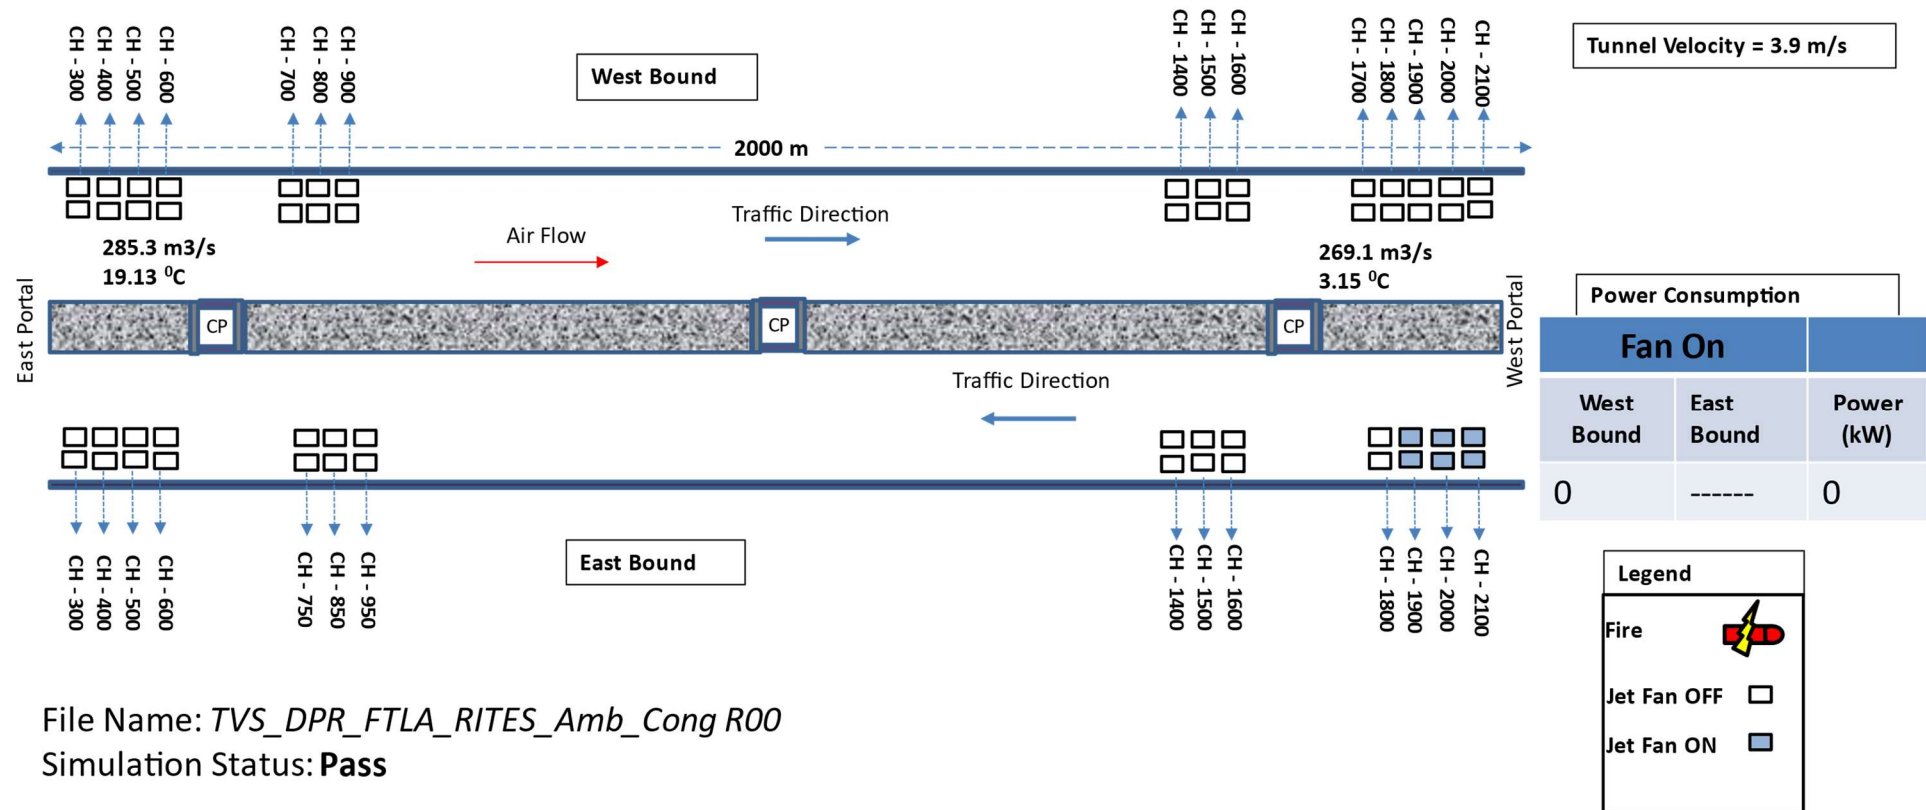 CH - 300
CH - 400
CH - 500
CH - 600
CH - 700
CH - 800
CH - 900
West Bound
CH - 1400
CH - 1500
CH - 1600
CH - 1700
CH - 1800
CH - 1900
CH - 2000
CH - 2100
Tunnel Velocity = 3.9 m/s
2000 m
Traffic Direction
Air Flow
285.3 m3/s
19.13 ⁰C
269.1 m3/s
3.15 ⁰C
East Portal
CP
CP
CP
West Portal
Power Consumption
Fan On
West Bound
East Bound
Power (kW)
0
------
0
Traffic Direction
CH - 300
CH - 400
CH - 500
CH - 600
CH - 750
CH - 850
CH - 950
East Bound
CH - 1400
CH - 1500
CH - 1600
CH - 1800
CH - 1900
CH - 2000
CH - 2100
Legend
Fire
Jet Fan OFF
Jet Fan ON
File Name: TVS_DPR_FTLA_RITES_Amb_Cong R00
Simulation Status: Pass